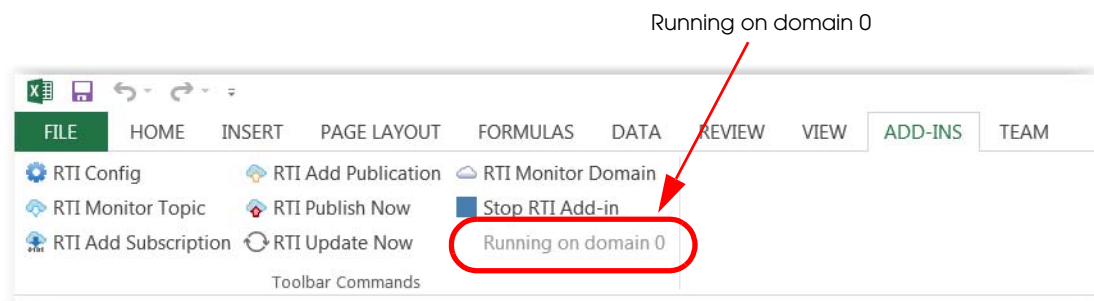 Running on domain 0
FILE HOME INSERT PAGE LAYOUT FORMULAS DATA REVIEW VIEW ADD-INS TEAM
RTI Config RTI Add Publication RTI Monitor Domain
RTI Monitor Topic RTI Publish Now Stop RTI Add-in
RTI Add Subscription RTI Update Now Running on domain 0
Toolbar Commands